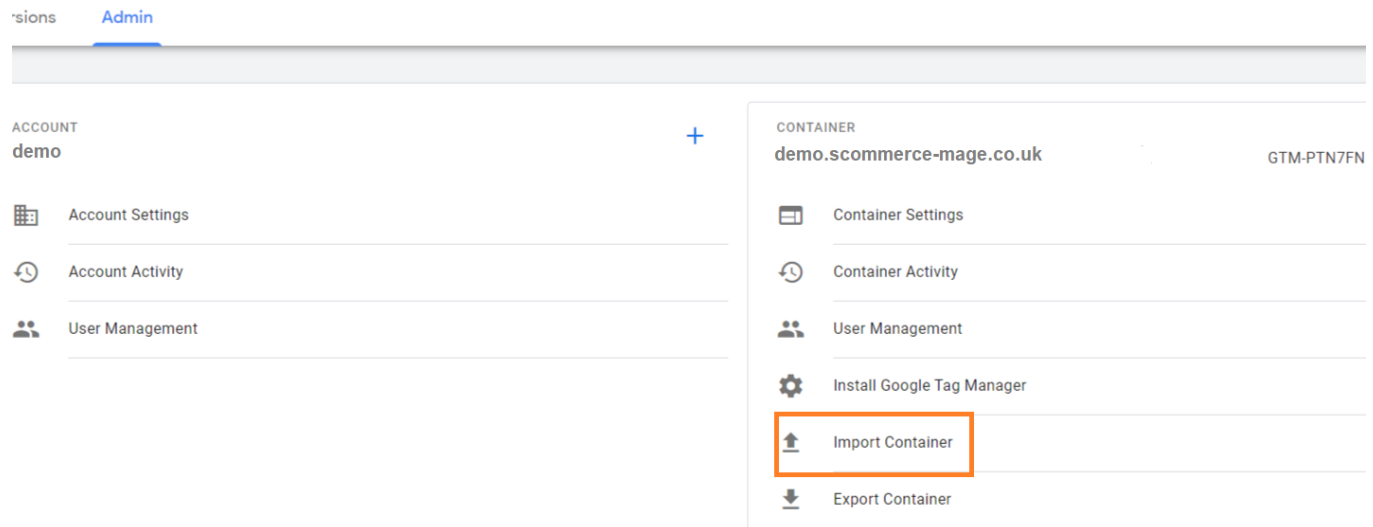 rsions Admin
ACCOUNT
demo
Account Settings
Account Activity
User Management
CONTAINER
demo.scommerce-mage.co.uk GTM-PTN7FN
Container Settings
Container Activity
User Management
Install Google Tag Manager
Import Container
Export Container